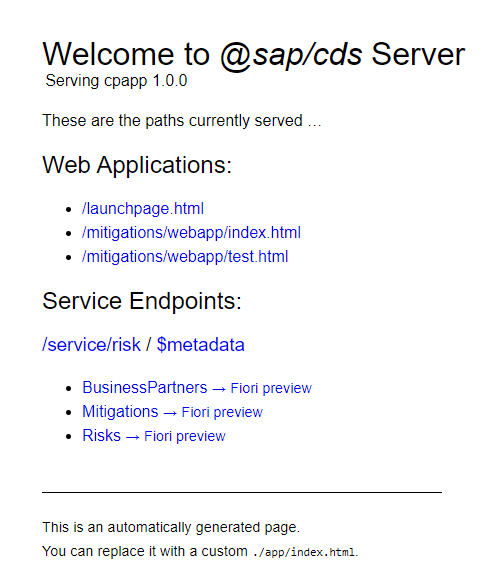 Welcome to @sap/cds Server
Serving cpapp 1.0.0
These are the paths currently served …
Web Applications:
• /launchpage.html
• /mitigations/webapp/index.html
• /mitigations/webapp/test.html
Service Endpoints:
/service/risk / $metadata
• BusinessPartners → Fiori preview
• Mitigations → Fiori preview
• Risks → Fiori preview
This is an automatically generated page.
You can replace it with a custom ./app/index.html.